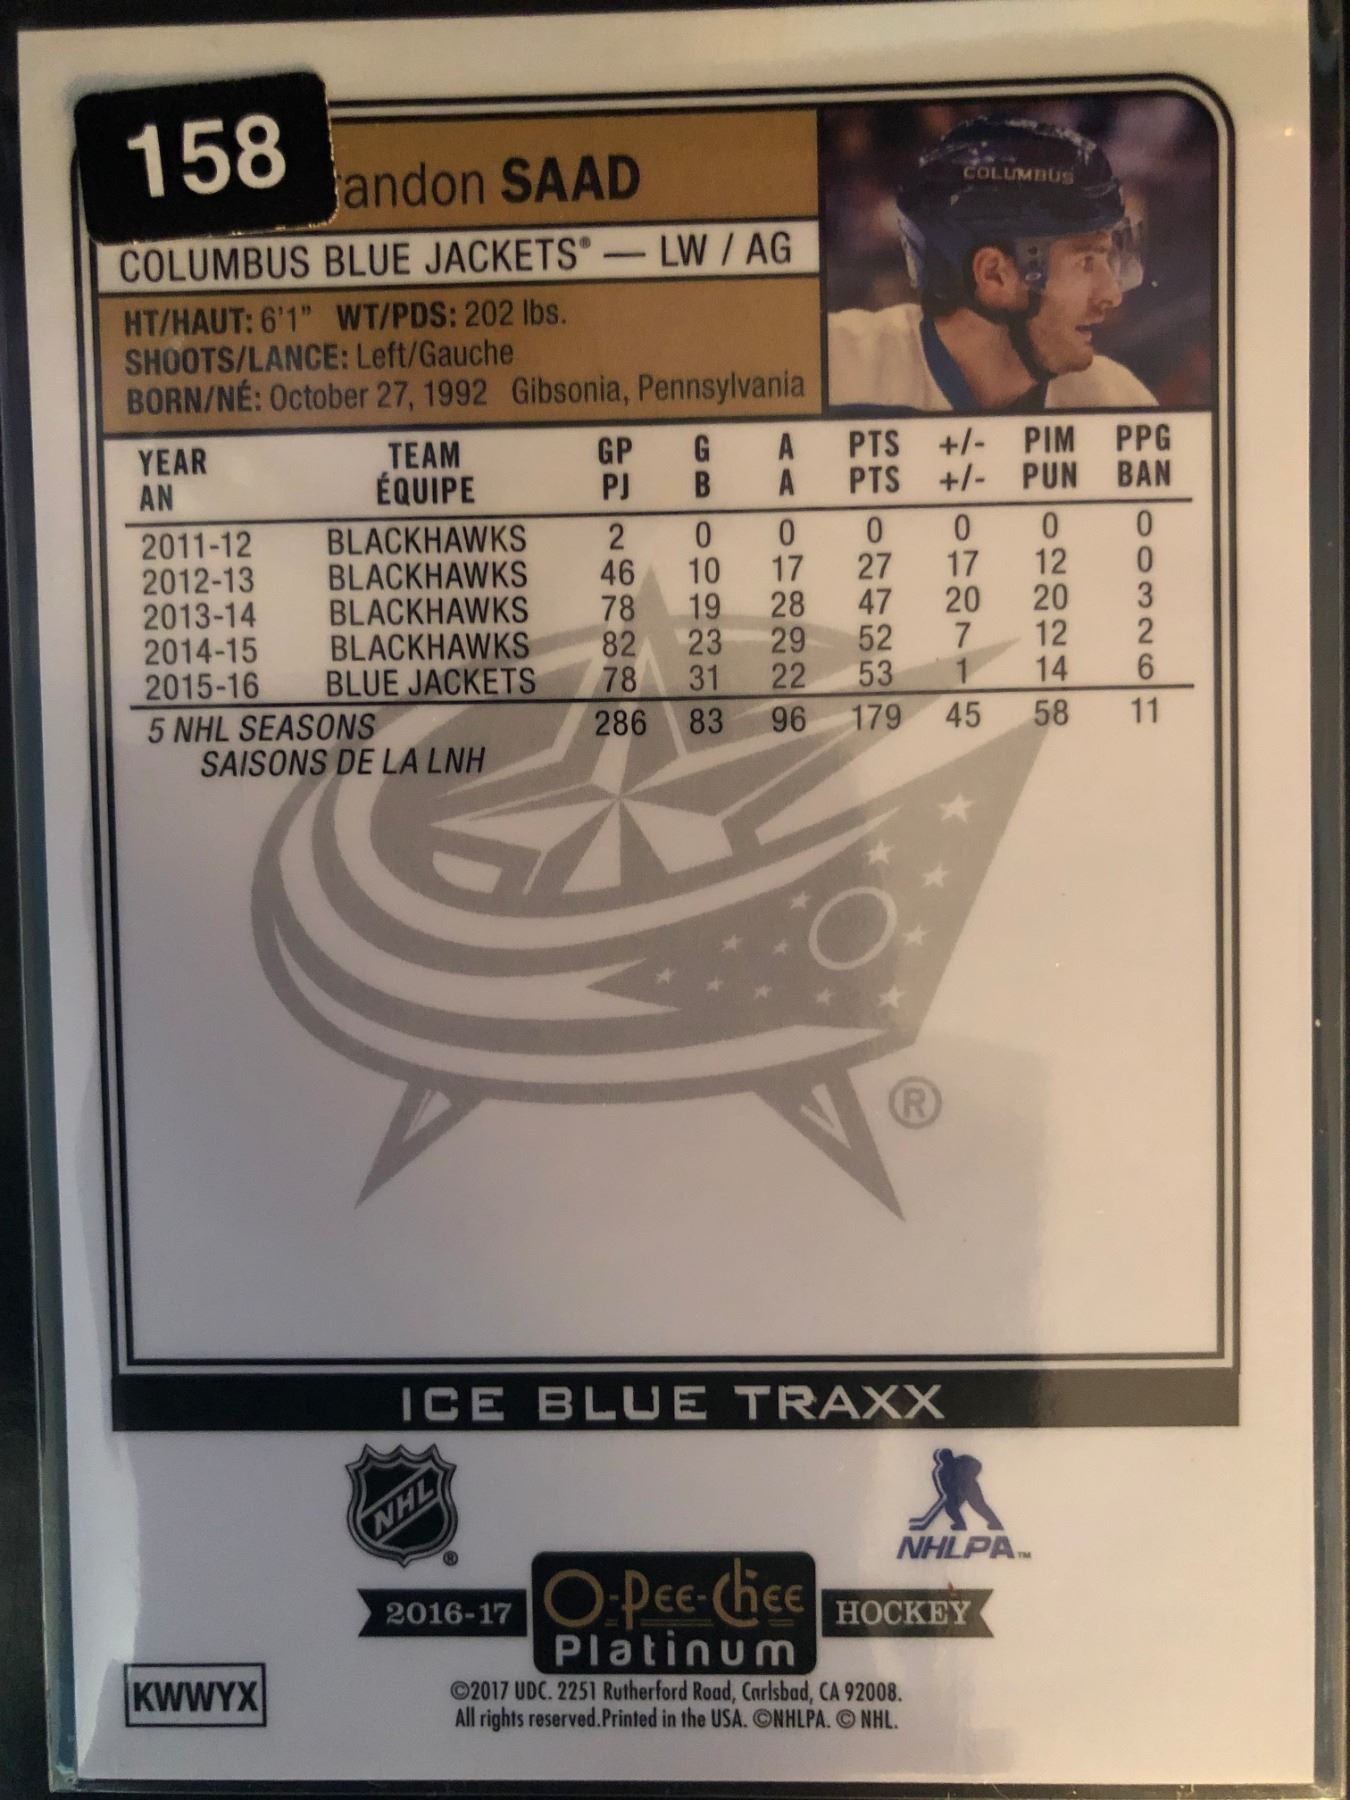 158
randon SAAD
COLUMBUS
COLUMBUS BLUE JACKETS® — LW / AG
HT/HAUT: 6'1" WT/PDS: 202 lbs.
SHOOTS/LANCE: Left/Gauche
BORN/NÉ: October 27, 1992 Gibsonia, Pennsylvania
YEAR TEAM GP G A PTS +/- PIM PPG
AN ÉQUIPE PJ B A PTS +/- PUN BAN
2011-12 BLACKHAWKS 2 0 0 0 0 0 0
2012-13 BLACKHAWKS 46 10 17 27 17 12 0
2013-14 BLACKHAWKS 78 19 28 47 20 20 3
2014-15 BLACKHAWKS 82 23 29 52 7 12 2
2015-16 BLUE JACKETS 78 31 22 53 1 14 6
5 NHL SEASONS 286 83 96 179 45 58 11
SAISONS DE LA LNH
®
ICE BLUE TRAXX
NHL ®
NHLPA™
2016-17 O-Pee-Chee HOCKEY
Platinum
KWWYX
©2017 UDC. 2251 Rutherford Road, Carlsbad, CA 92008.
All rights reserved.Printed in the USA. ©NHLPA. © NHL.